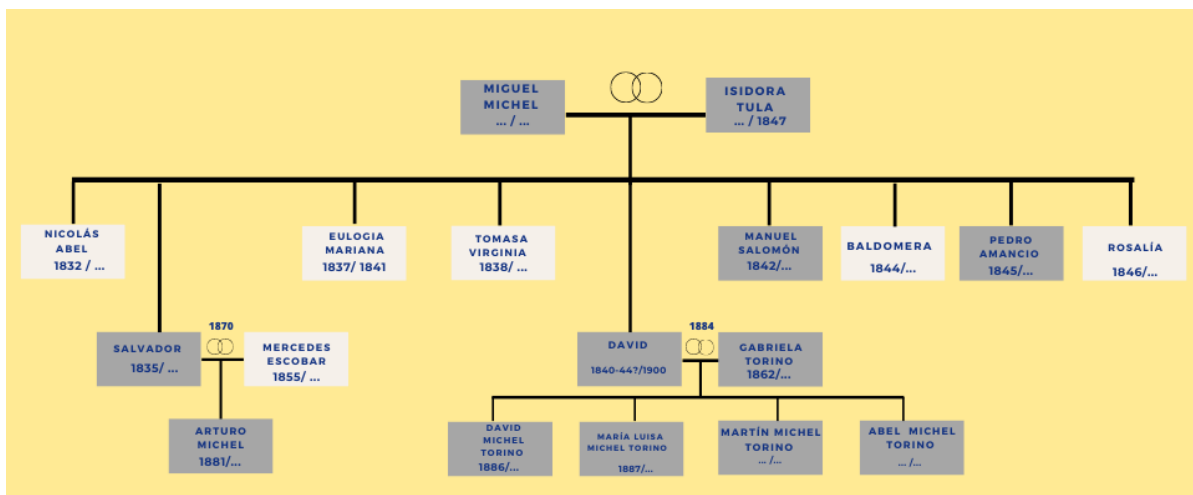 MIGUEL
MICHEL
... / ...
ISIDORA
TULA
... / 1847
NICOLÁS
ABEL
1832 / ...
EULOGIA
MARIANA
1837/ 1841
TOMASA
VIRGINIA
1838/ ...
MANUEL
SALOMÓN
1842/...
BALDOMERA
1844/...
PEDRO
AMANCIO
1845/...
ROSALÍA
1846/...
SALVADOR
1835/ ...
1870
MERCEDES
ESCOBAR
1855/ ...
DAVID
1840-44?/1900
1884
GABRIELA
TORINO
1862/...
ARTURO
MICHEL
1881/...
DAVID
MICHEL
TORINO
1886/...
MARÍA LUISA
MICHEL TORINO
1887/...
MARTÍN MICHEL
TORINO
... /...
ABEL MICHEL
TORINO
... /...